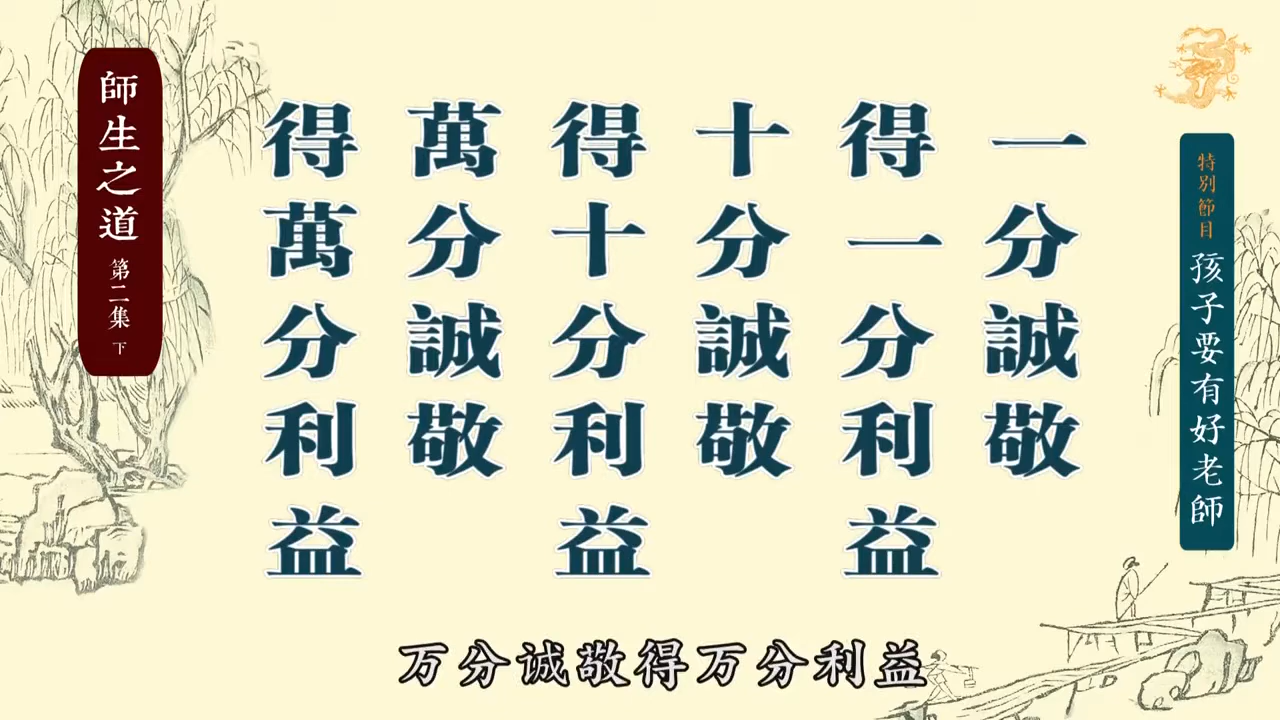 特別節目
孩子要有好老師
一分誠敬
得一分利益
十分誠敬
得十分利益
萬分誠敬
得萬分利益
師生之道
第二集 下
万分诚敬得万分利益